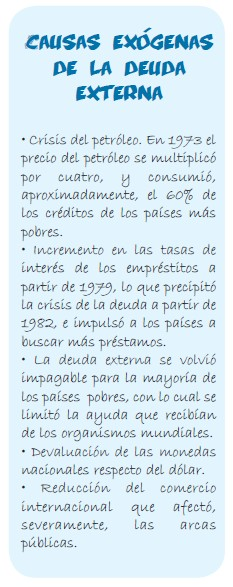 CAUSAS EXÓGENAS
DE LA DEUDA
EXTERNA
• Crisis del petróleo. En 1973 el
precio del petróleo se multiplicó
por cuatro, y consumió,
aproximadamente, el 60% de
los créditos de los países más
pobres.
• Incremento en las tasas de
interés de los empréstitos a
partir de 1979, lo que precipitó
la crisis de la deuda a partir de
1982, e impulsó a los países a
buscar más préstamos.
• La deuda externa se volvió
impagable para la mayoría de
los países pobres, con lo cual se
limitó la ayuda que recibían
de los organismos mundiales.
• Devaluación de las monedas
nacionales respecto del dólar.
• Reducción del comercio
internacional que afectó,
severamente, las arcas
públicas.